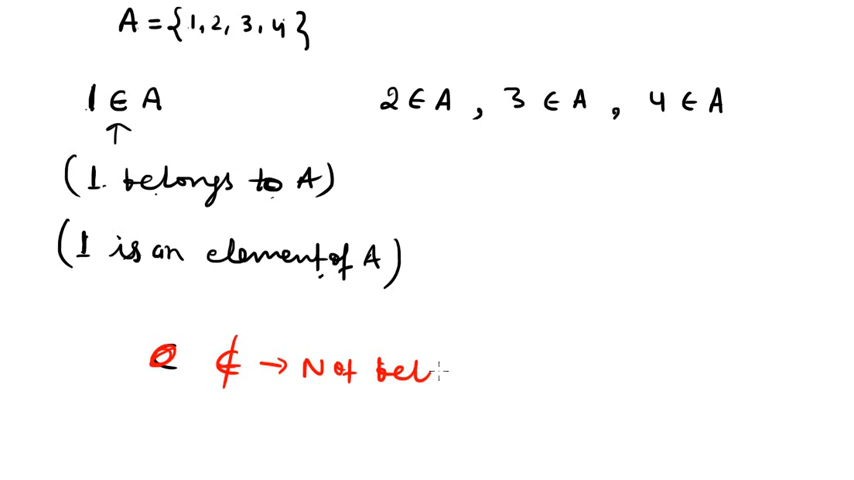 A = {1, 2, 3, 4}
1 ∈ A 2 ∈ A , 3 ∈ A , 4 ∈ A
↑
(1 belongs to A)
(1 is an element of A)
∉ → Not bel